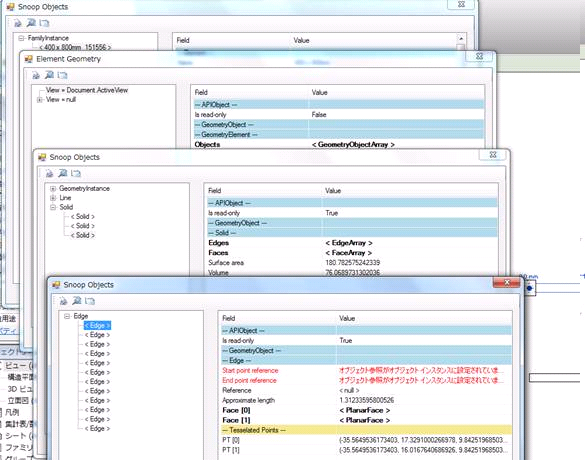 Snoop Objects
FamilyInstance
< 400 x 800mm 151556 >
Field Value
Element Geometry
View = Document.ActiveView
View = null
Field Value
--- APIObject ---
Is read-only False
--- GeometryObject ---
--- GeometryElement ---
Objects < GeometryObjectArray >
Snoop Objects
GeometryInstance
Line
Solid
< Solid >
< Solid >
< Solid >
Field Value
--- APIObject ---
Is read-only True
--- GeometryObject ---
--- Solid ---
Edges < EdgeArray >
Faces < FaceArray >
Surface area 180.782575242339
Volume 76.0689731302036
Snoop Objects
Edge
< Edge >
< Edge >
< Edge >
< Edge >
< Edge >
< Edge >
< Edge >
< Edge >
< Edge >
< Edge >
< Edge >
< Edge >
Field Value
--- APIObject ---
Is read-only True
--- GeometryObject ---
--- Edge ---
Start point reference オブジェクト参照がオブジェクト インスタンスに設定されていま...
End point reference オブジェクト参照がオブジェクト インスタンスに設定されていま...
Reference < null >
Approximate length 1.31233595800526
Face [0] < PlanarFace >
Face [1] < PlanarFace >
--- Tesselated Points ---
PT [0] (-35.5649536173403, 17.3291000266978, 9.84251968503...
PT [1] (-35.5649536173403, 16.0167640686926, 9.84251968503...
用途
ビュー (
構造平面
3D ビュ
立面図 (
凡例
集計表/数
シート (
ファミリ
グループ